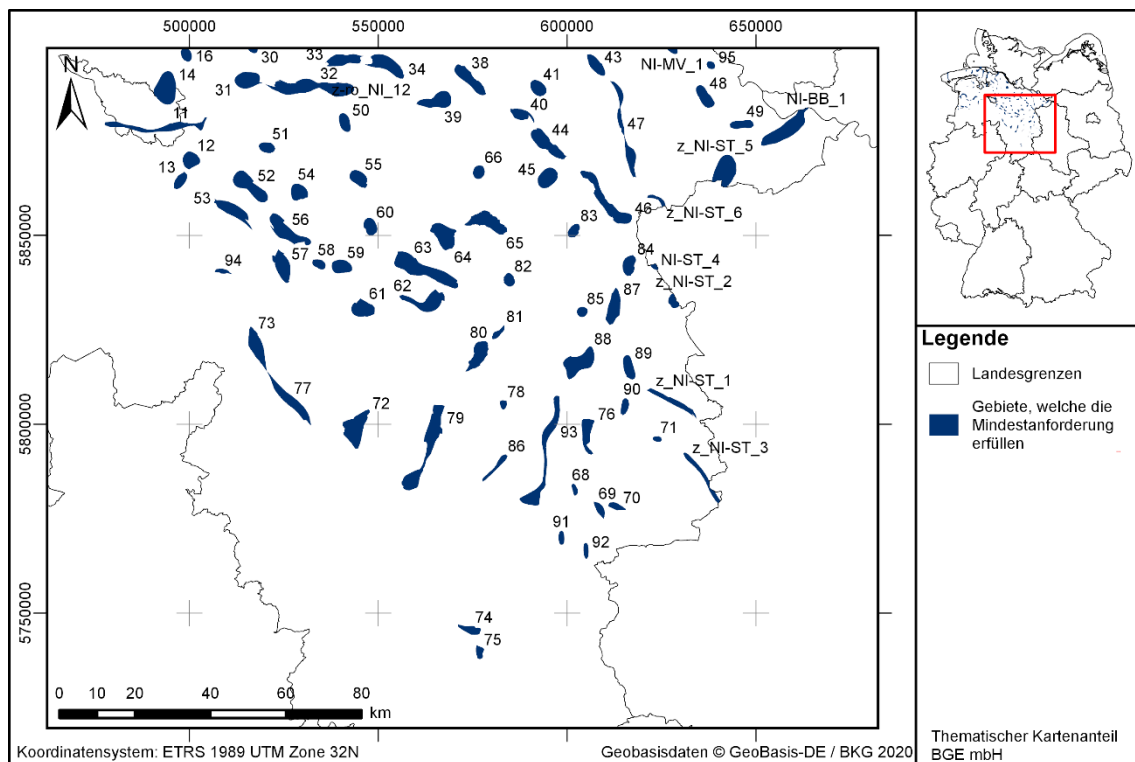 500000 550000 600000 650000
N
16 30 33 34 38 41 43 NI-MV_1 95
14 31 32 z-ro_NI_12 39 40 48
11 50 44 47 49 NI-BB_1
12 51 z_NI-ST_5
13 52 54 55 66 45
53 56 60 65 83 46 z_NI-ST_6
5850000
94 57 58 59 63 64 82 84 NI-ST_4
62 z_NI-ST_2
61 81 85 87
73 80 88 89
77 78 90 z_NI-ST_1
72 79 93 76 71
5800000
86 z_NI-ST_3
68 69 70
91 92
5750000
74
75
0 10 20 40 60 80
km
Koordinatensystem: ETRS 1989 UTM Zone 32N
Geobasisdaten © GeoBasis-DE / BKG 2020
Legende
Landesgrenzen
Gebiete, welche die
Mindestanforderung
erfüllen
Thematischer Kartenanteil
BGE mbH